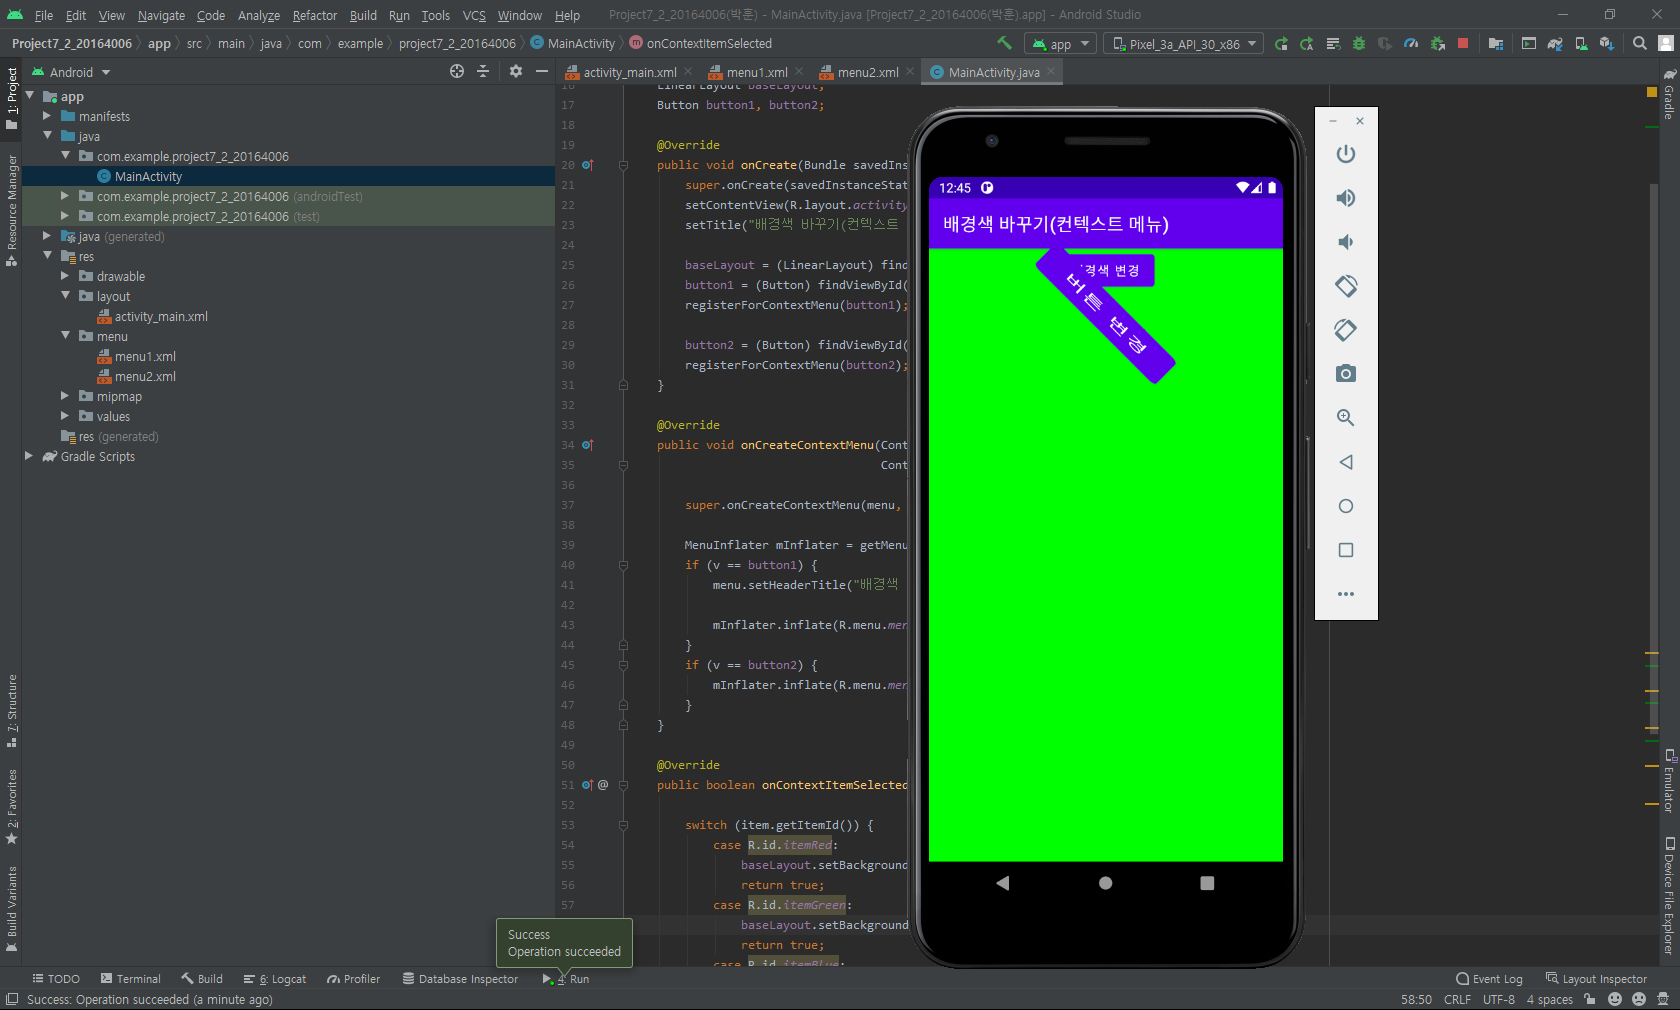 File Edit View Navigate Code Analyze Refactor Build Run Tools VCS Window Help Project7_2_20164006(박훈) - MainActivity.java [Project7_2_20164006(박훈).app] - Android Studio
Project7_2_20164006 app src main java com example project7_2_20164006 MainActivity onContextItemSelected
app Pixel_3a_API_30_x86
Android
activity_main.xml menu1.xml menu2.xml MainActivity.java
1: Project
Resource Manager
7: Structure
2: Favorites
Build Variants
app
manifests
java
com.example.project7_2_20164006
MainActivity
com.example.project7_2_20164006 (androidTest)
com.example.project7_2_20164006 (test)
java (generated)
res
drawable
layout
activity_main.xml
menu
menu1.xml
menu2.xml
mipmap
values
res (generated)
Gradle Scripts
16 LinearLayout baseLayout;
17 Button button1, button2;
18
19 @Override
20 public void onCreate(Bundle savedIns
21 super.onCreate(savedInstanceStat
22 setContentView(R.layout.activity
23 setTitle("배경색 바꾸기(컨텍스트
24
25 baseLayout = (LinearLayout) find
26 button1 = (Button) findViewById(
27 registerForContextMenu(button1);
28
29 button2 = (Button) findViewById(
30 registerForContextMenu(button2);
31 }
32
33 @Override
34 public void onCreateContextMenu(Cont
35 Cont
36
37 super.onCreateContextMenu(menu,
38
39 MenuInflater mInflater = getMenu
40 if (v == button1) {
41 menu.setHeaderTitle("배경색
42
43 mInflater.inflate(R.menu.men
44 }
45 if (v == button2) {
46 mInflater.inflate(R.menu.men
47 }
48 }
49
50 @Override
51 @ public boolean onContextItemSelected
52
53 switch (item.getItemId()) {
54 case R.id.itemRed:
55 baseLayout.setBackground
56 return true;
57 case R.id.itemGreen:
baseLayout.setBackground
return true;
case R.id.itemBlue:
12:45
배경색 바꾸기(컨텍스트 메뉴)
경색 변경
버튼 변경
Gradle
Emulator
Device File Explorer
Success
Operation succeeded
TODO Terminal Build 6: Logcat Profiler Database Inspector 4: Run Event Log Layout Inspector
Success: Operation succeeded (a minute ago) 58:50 CRLF UTF-8 4 spaces